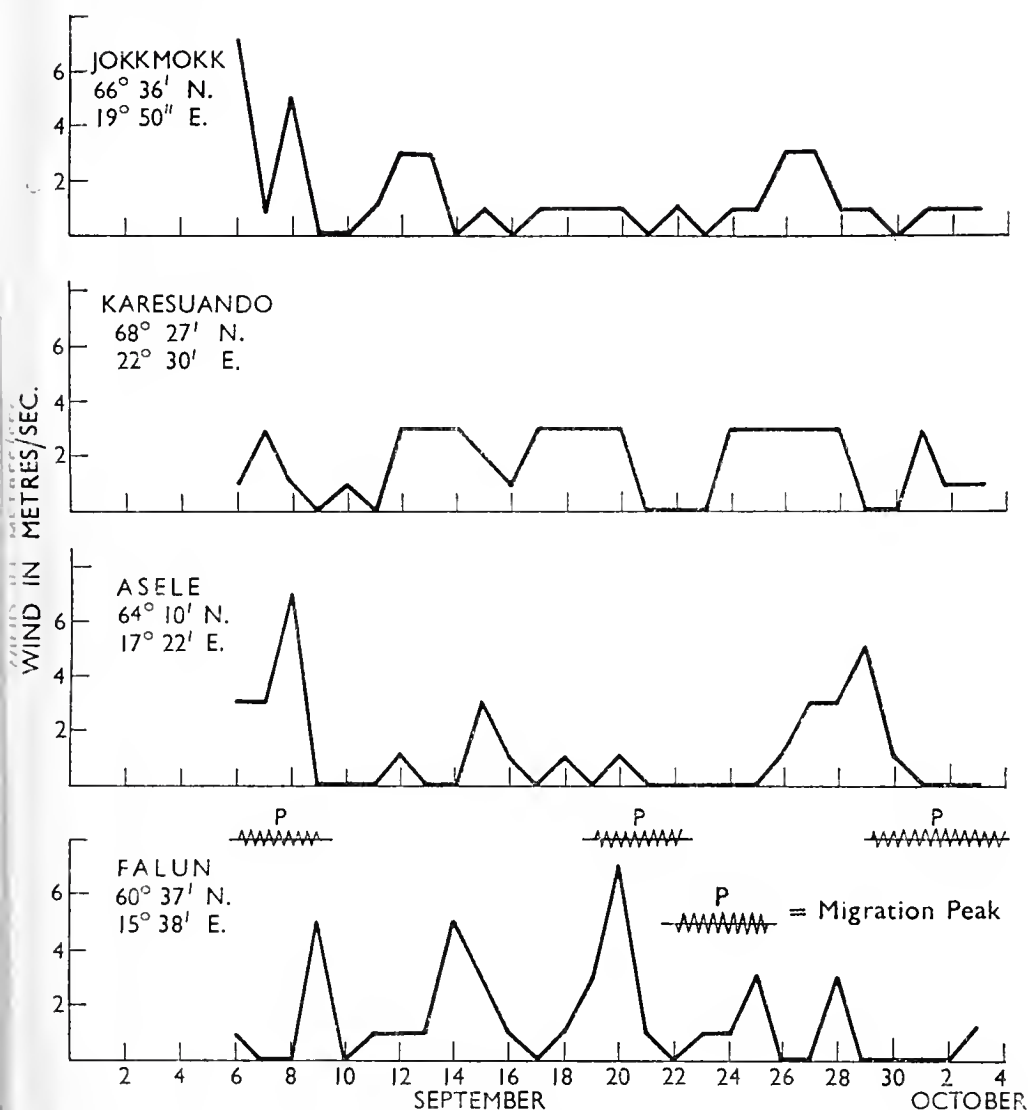 JOKKMOKK
66° 36' N.
19° 50" E.
6
4
2
KARESUANDO
68° 27' N.
22° 30' E.
6
4
2
WIND IN METRES/SEC.
ASELE
64° 10' N.
17° 22' E.
6
4
2
P P P
FALUN
60° 37' N.
15° 38' E.
6
4
2
P
= Migration Peak
2 4 6 8 10 12 14 16 18 20 22 24 26 28 30 2 4
SEPTEMBER OCTOBER